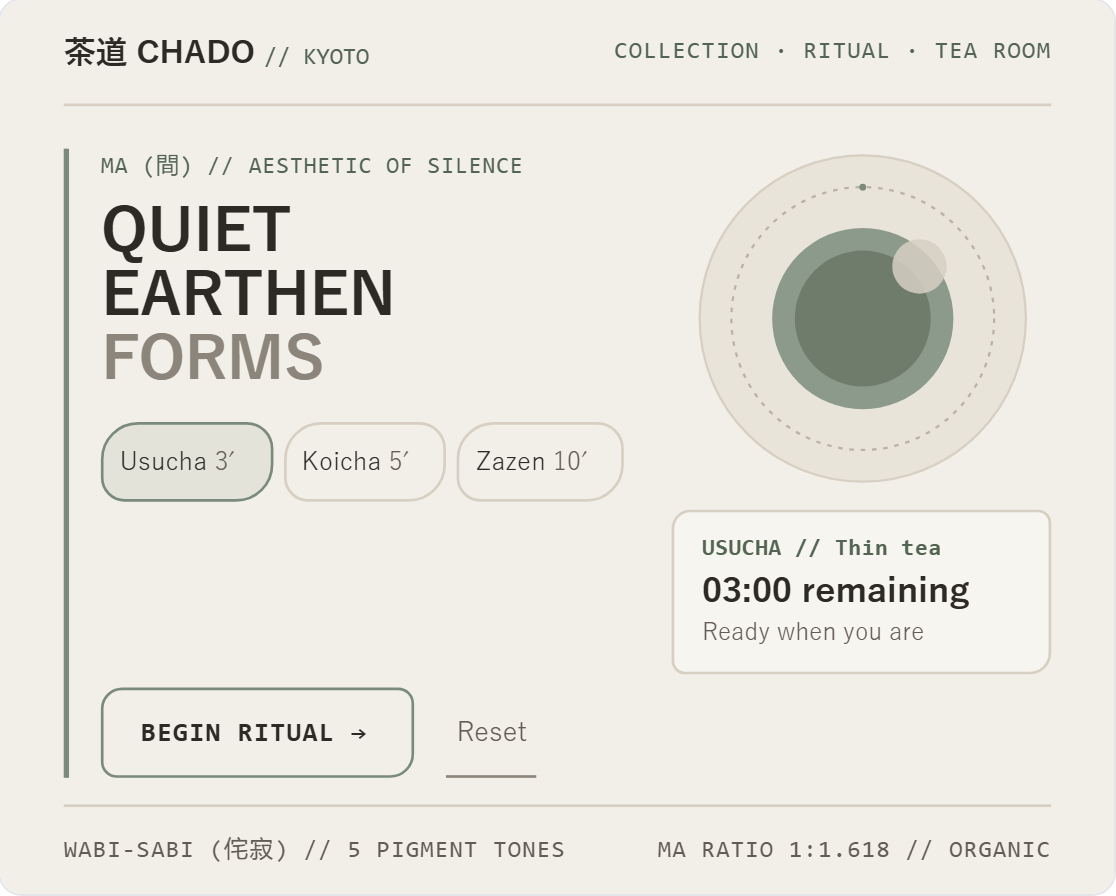 茶道 CHADO // KYOTO
COLLECTION · RITUAL · TEA ROOM
MA (間) // AESTHETIC OF SILENCE
QUIET
EARTHEN
FORMS
Usucha 3′
Koicha 5′
Zazen 10′
USUCHA // Thin tea
03:00 remaining
Ready when you are
BEGIN RITUAL →
Reset
WABI-SABI (侘寂) // 5 PIGMENT TONES
MA RATIO 1:1.618 // ORGANIC